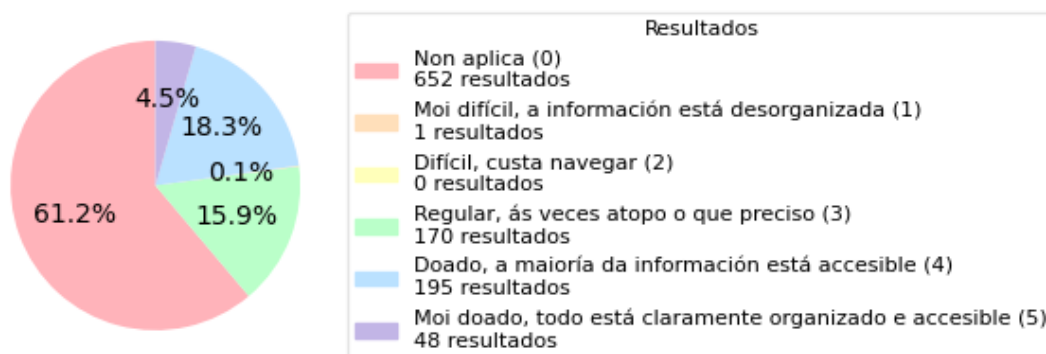 4.5%
18.3%
0.1%
61.2%
15.9%
Resultados
Non aplica (0)
652 resultados
Moi difícil, a información está desorganizada (1)
1 resultados
Difícil, custa navegar (2)
0 resultados
Regular, ás veces atopo o que preciso (3)
170 resultados
Doado, a maioría da información está accesible (4)
195 resultados
Moi doado, todo está claramente organizado e accesible (5)
48 resultados